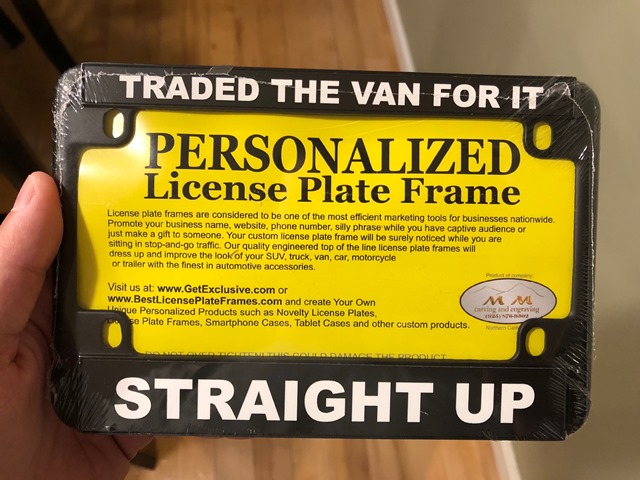 TRADED THE VAN FOR IT
PERSONALIZED
License Plate Frame
License plate frames are considered to be one of the most efficient marketing tools for businesses nationwide.
Promote your business name, website, phone number, silly phrase while you have captive audience or
just make a gift to someone. Your custom license plate frame will be surely noticed while you are
sitting in stop-and-go traffic. Our quality engineered top of the line license plate frames will
dress up and improve the look of your SUV, truck, van, car, motorcycle
or trailer with the finest in automotive accessories.
Visit us at: www.GetExclusive.com or
www.BestLicensePlateFrames.com and create Your Own
Unique Personalized Products such as Novelty License Plates,
License Plate Frames, Smartphone Cases, Tablet Cases and other custom products.
Product of company:
M M
carving and engraving
Northern
DO NOT OVER TIGHTEN! THIS COULD DAMAGE THE PRODUCT
STRAIGHT UP